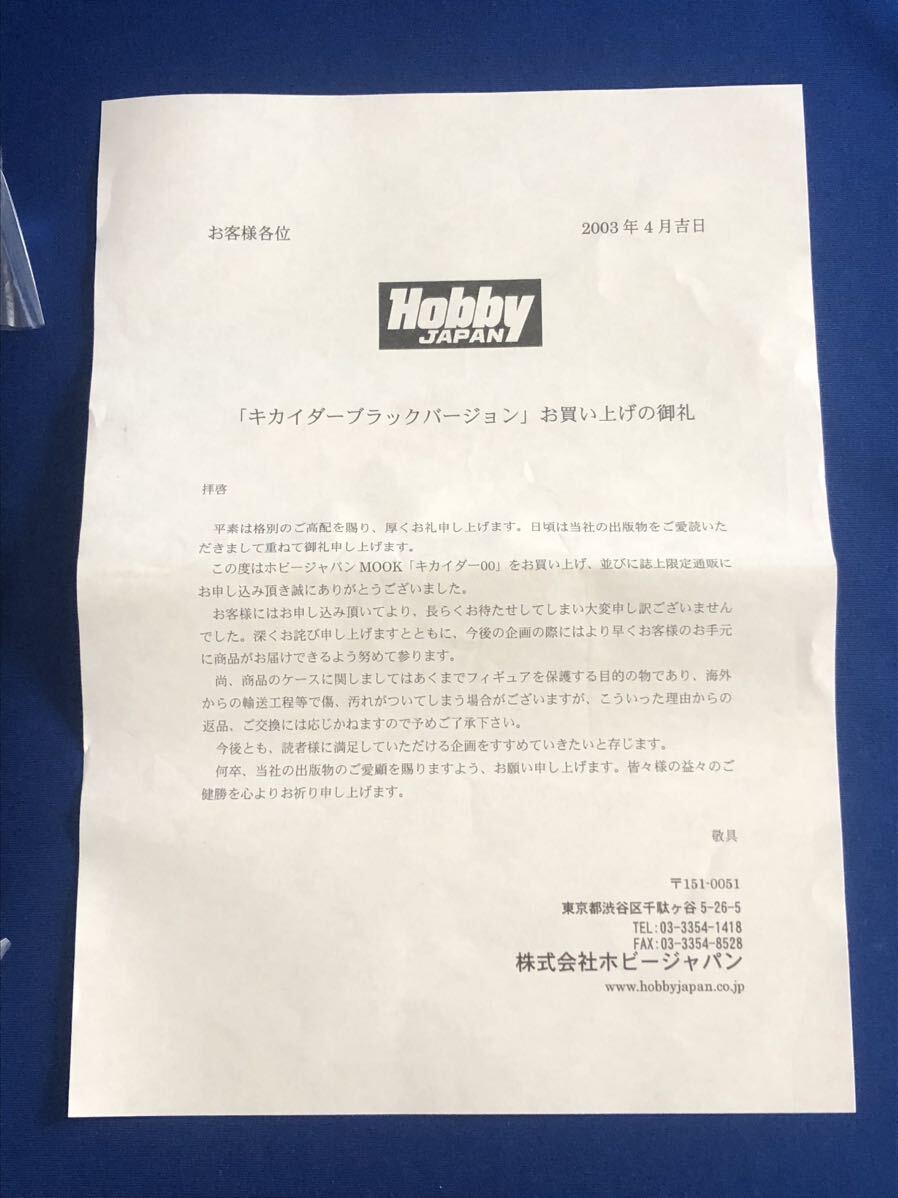 お客様各位
2003年4月吉日
Hobby
JAPAN
「キカイダーブラックバージョン」お買い上げの御礼
拝啓
平素は格別のご高配を賜り、厚くお礼申し上げます。日頃は当社の出版物をご愛読いた
だきまして重ねて御礼申し上げます。
この度はホビージャパンMOOK「キカイダー00」をお買い上げ、並びに誌上限定通販に
お申し込み頂き誠にありがとうございました。
お客様にはお申し込み頂いてより、長らくお待たせしてしまい大変申し訳ございません
でした。深くお詫び申し上げますとともに、今後の企画の際にはより早くお客様のお手元
に商品がお届けできるよう努めて参ります。
尚、商品のケースに関しましてはあくまでフィギュアを保護する目的の物であり、海外
からの輸送工程等で傷、汚れがついてしまう場合がございますが、こういった理由からの
返品、ご交換には応じかねますので予めご了承下さい。
今後とも、読者様に満足していただける企画をすすめていきたいと存じます。
何卒、当社の出版物のご愛顧を賜りますよう、お願い申し上げます。皆々様の益々のご
健勝を心よりお祈り申し上げます。
敬具
〒151-0051
東京都渋谷区千駄ヶ谷5-26-5
TEL:03-3354-1418
FAX:03-3354-8528
株式会社ホビージャパン
www.hobbyjapan.co.jp